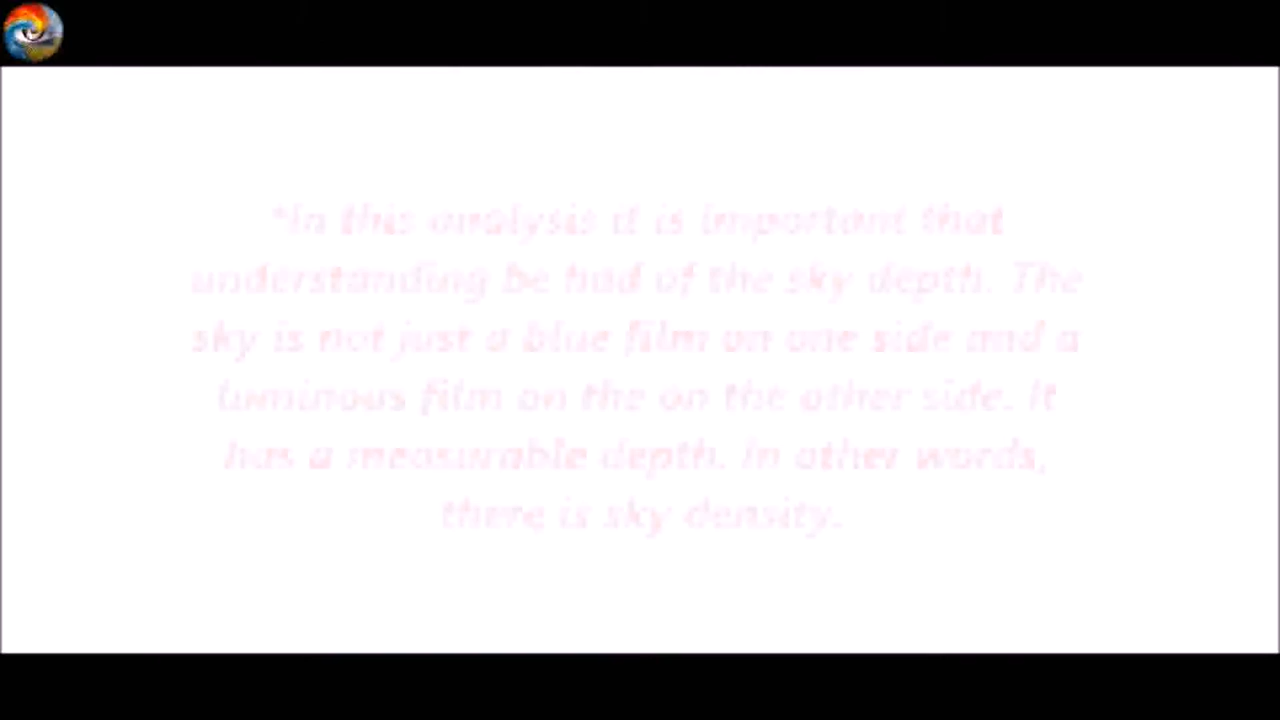 *In this analysis it is important that
understanding be had of the sky depth. The
sky is not just a blue film on one side and a
luminous film on the on the other side. It
has a measurable depth. In other words,
there is sky density.